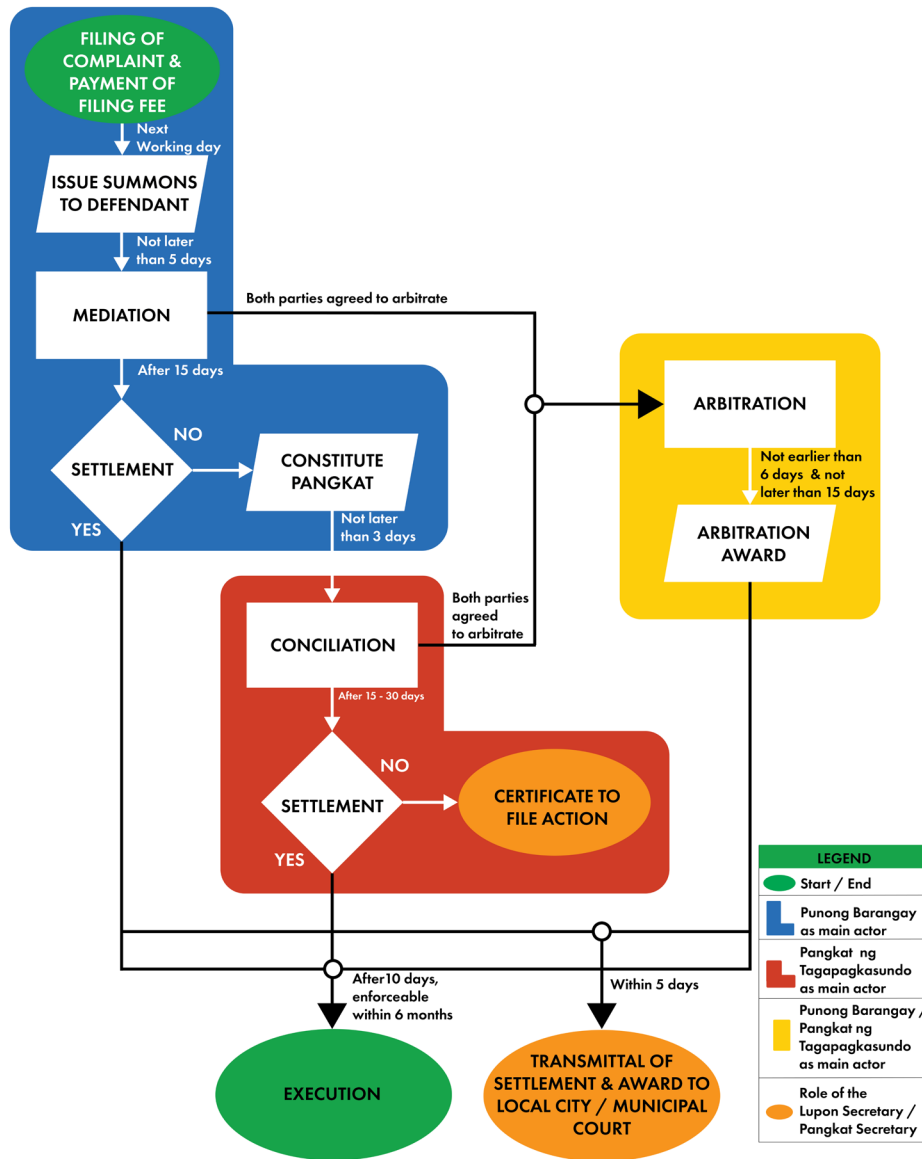 FILING OF
COMPLAINT &
PAYMENT OF
FILING FEE
Next
Working day
ISSUE SUMMONS
TO DEFENDANT
Not later
than 5 days
MEDIATION
Both parties agreed to arbitrate
After 15 days
SETTLEMENT
NO
YES
CONSTITUTE
PANGKAT
Not later
than 3 days
ARBITRATION
Not earlier than
6 days & not
later than 15 days
ARBITRATION
AWARD
CONCILIATION
Both parties
agreed
to arbitrate
After 15 - 30 days
SETTLEMENT
NO
YES
CERTIFICATE TO
FILE ACTION
After10 days,
enforceable
within 6 months
Within 5 days
EXECUTION
TRANSMITTAL OF
SETTLEMENT & AWARD TO
LOCAL CITY / MUNICIPAL
COURT
LEGEND
Start / End
Punong Barangay
as main actor
Pangkat ng
Tagapagkasundo
as main actor
Punong Barangay /
Pangkat ng
Tagapagkasundo
as main actor
Role of the
Lupon Secretary /
Pangkat Secretary